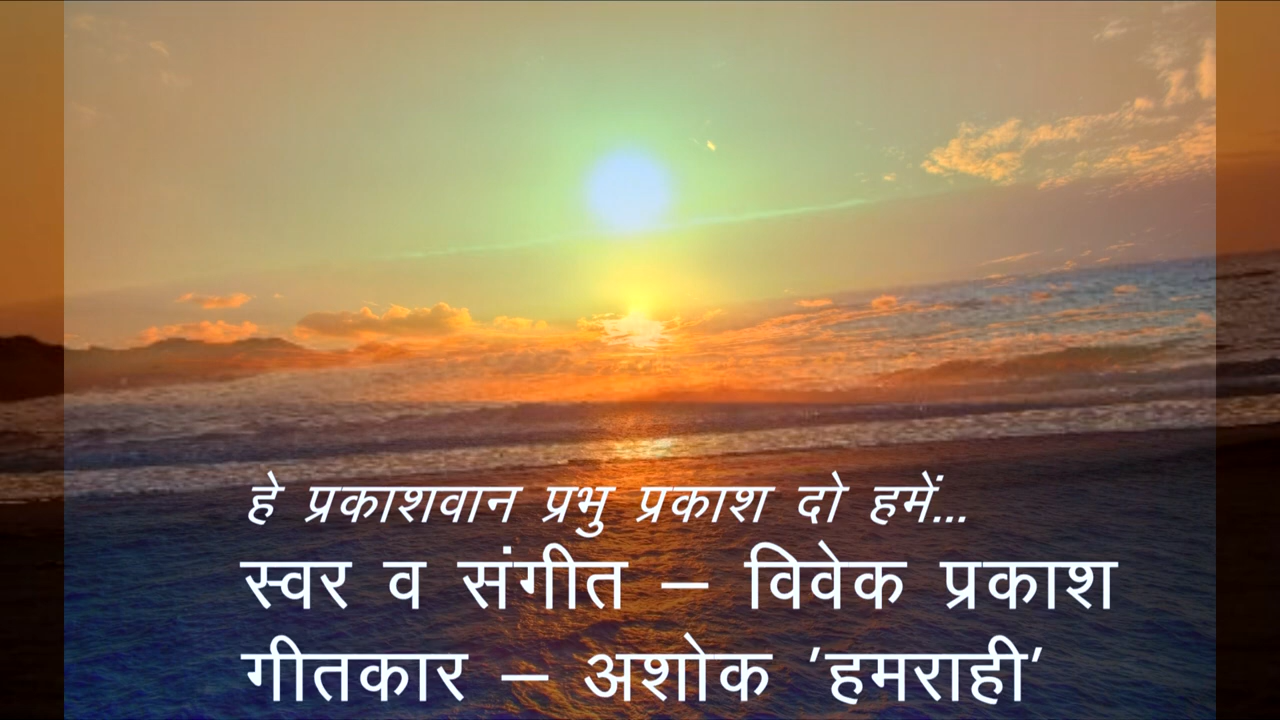 हे प्रकाशवान प्रभु प्रकाश दो हमें...
स्वर व संगीत – विवेक प्रकाश
गीतकार – अशोक 'हमराही'